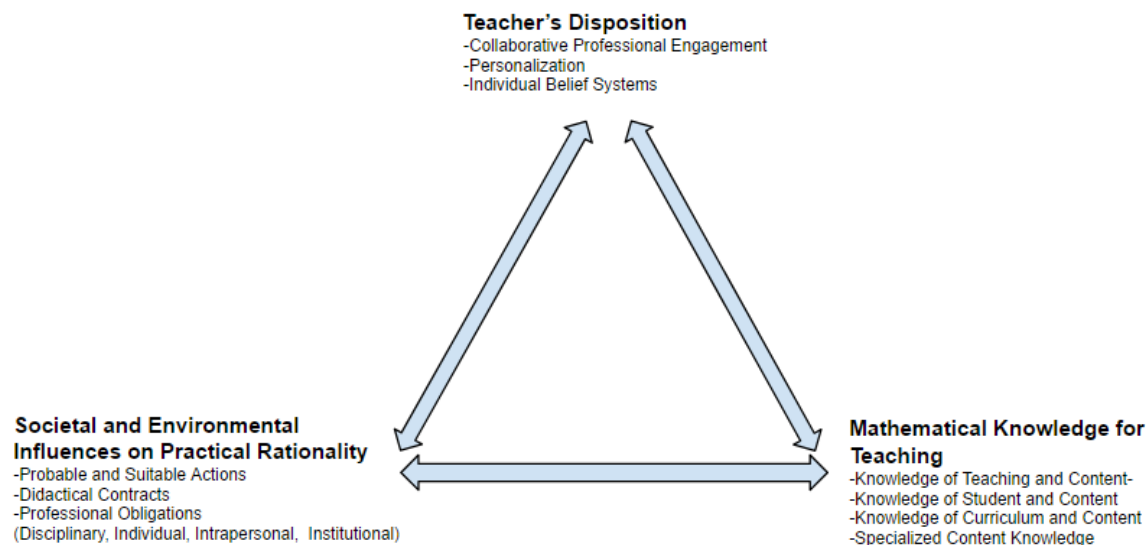 Teacher's Disposition
-Collaborative Professional Engagement
-Personalization
-Individual Belief Systems
Societal and Environmental
Influences on Practical Rationality
-Probable and Suitable Actions
-Didactical Contracts
-Professional Obligations
(Disciplinary, Individual, Intrapersonal,  Institutional)
Mathematical Knowledge for
Teaching
-Knowledge of Teaching and Content-
-Knowledge of Student and Content
-Knowledge of Curriculum and Content
-Specialized Content Knowledge